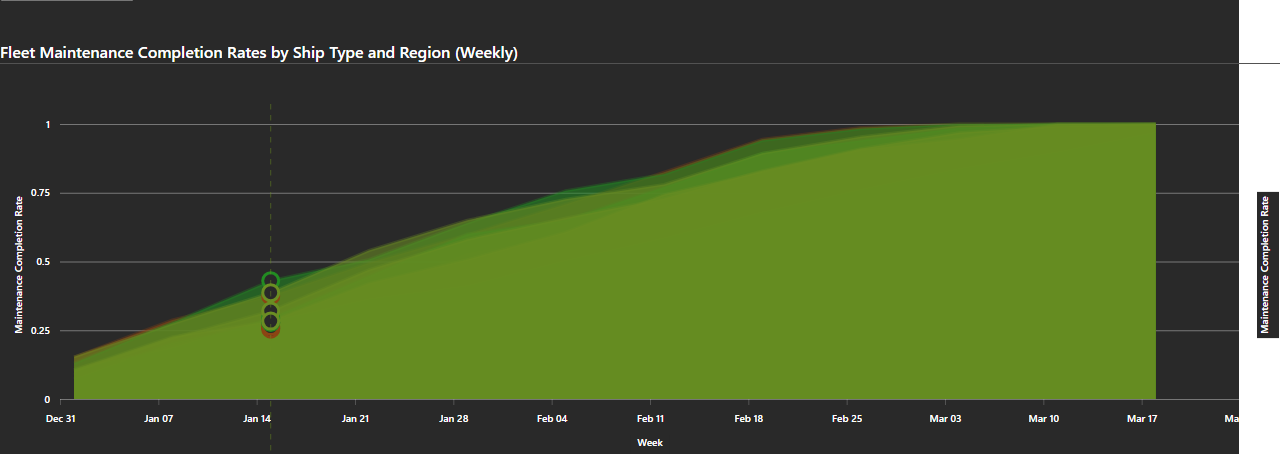 Fleet Maintenance Completion Rates by Ship Type and Region (Weekly)
1
0.75
0.5
0.25
0
Maintenance Completion Rate
Dec 31 Jan 07 Jan 14 Jan 21 Jan 28 Feb 04 Feb 11 Feb 18 Feb 25 Mar 03 Mar 10 Mar 17 Ma
Week
Maintenance Completion Rate